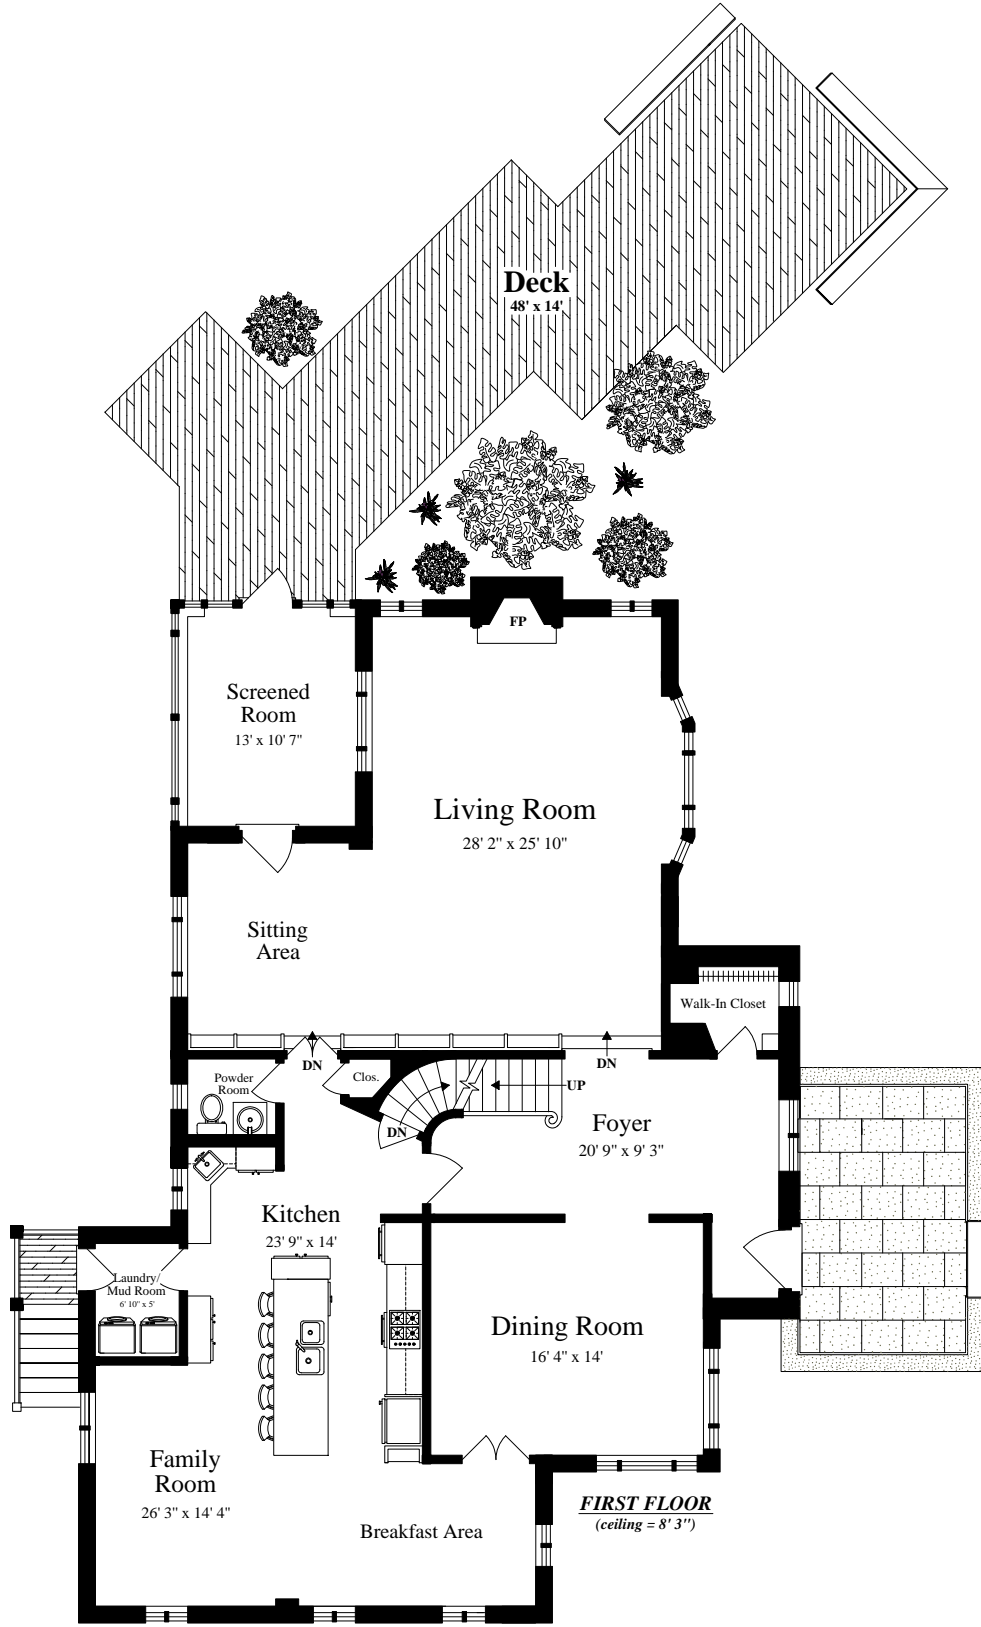 Deck
48' x 14'
FP
Screened
Room
13' x 10' 7"
Living Room
28' 2" x 25' 10"
Sitting
Area
Walk-In Closet
DN
DN
Powder
Room
Clos.
UP
DN
Foyer
20' 9" x 9' 3"
Kitchen
23' 9" x 14'
Laundry/
Mud Room
6' 10" x 5'
Dining Room
16' 4" x 14'
Family
Room
26' 3" x 14' 4"
Breakfast Area
FIRST FLOOR
(ceiling = 8' 3")